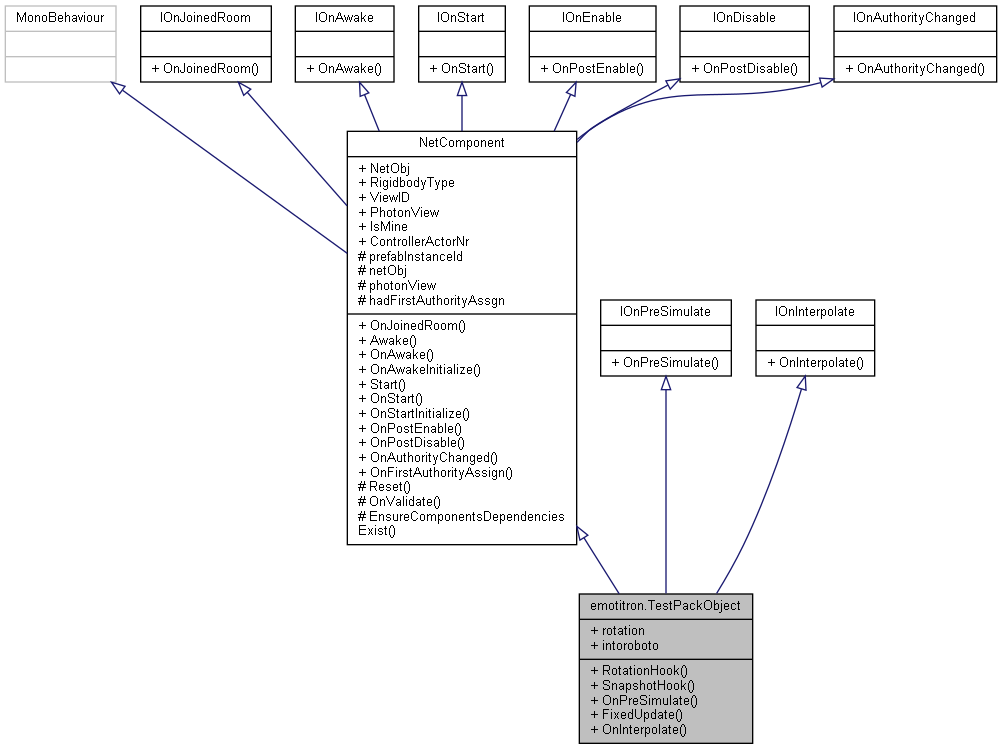 MonoBehaviour
IOnJoinedRoom
+ OnJoinedRoom()
IOnAwake
+ OnAwake()
IOnStart
+ OnStart()
IOnEnable
+ OnPostEnable()
IOnDisable
+ OnPostDisable()
IOnAuthorityChanged
+ OnAuthorityChanged()
NetComponent
+ NetObj
+ RigidbodyType
+ ViewID
+ PhotonView
+ IsMine
+ ControllerActorNr
# prefabInstanceId
# netObj
# photonView
# hadFirstAuthorityAssgn
+ OnJoinedRoom()
+ Awake()
+ OnAwake()
+ OnAwakeInitialize()
+ Start()
+ OnStart()
+ OnStartInitialize()
+ OnPostEnable()
+ OnPostDisable()
+ OnAuthorityChanged()
+ OnFirstAuthorityAssign()
# Reset()
# OnValidate()
# EnsureComponentsDependencies
Exist()
IOnPreSimulate
+ OnPreSimulate()
IOnInterpolate
+ OnInterpolate()
emotitron.TestPackObject
+ rotation
+ intoroboto
+ RotationHook()
+ SnapshotHook()
+ OnPreSimulate()
+ FixedUpdate()
+ OnInterpolate()